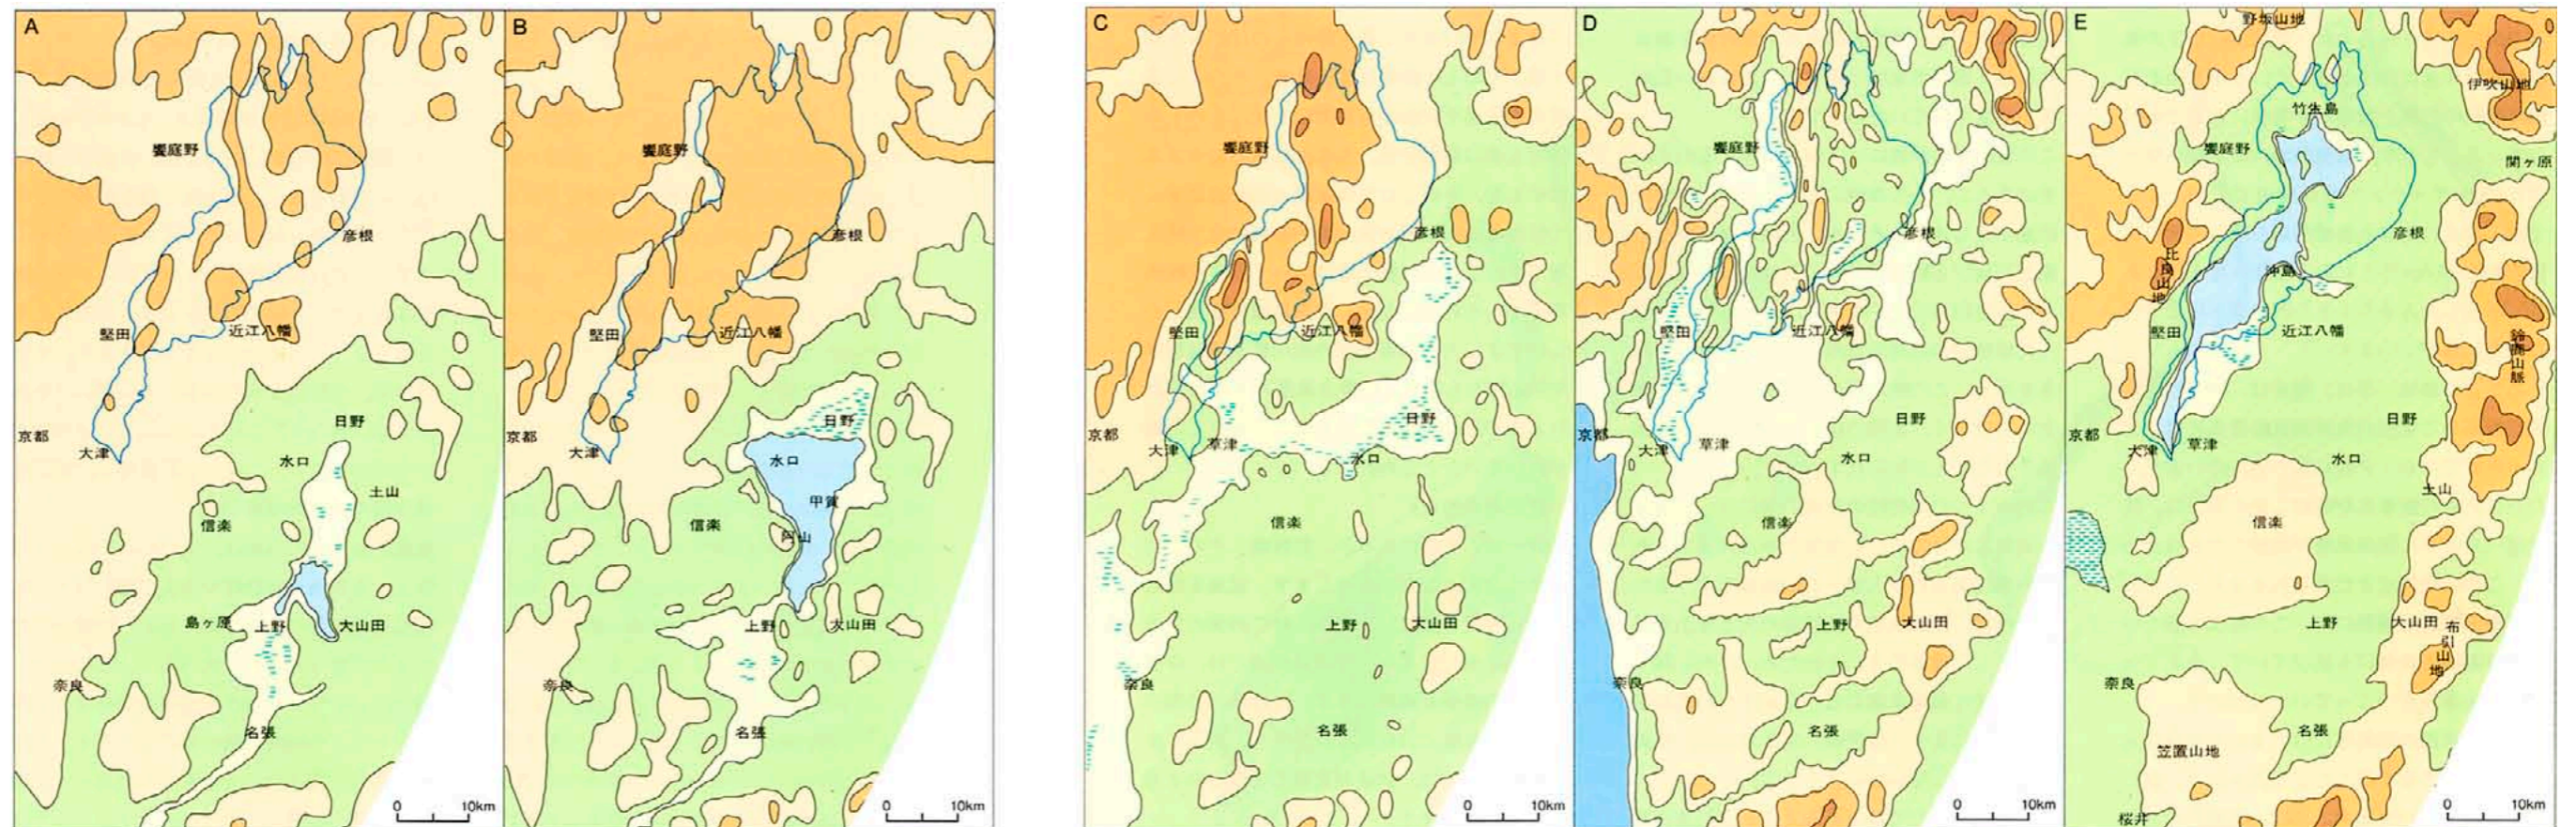 A
饗庭野
彦根
堅田
近江八幡
日野
京都
大津
水口
土山
信楽
島ヶ原
上野
大山田
奈良
名張
0 10km
B
饗庭野
彦根
堅田
近江八幡
日野
京都
大津
水口
甲賀
信楽
阿山
上野
大山田
奈良
名張
0 10km
C
饗庭野
彦根
堅田
近江八幡
日野
京都
大津
草津
水口
信楽
上野
大山田
奈良
名張
0 10km
D
饗庭野
彦根
堅田
近江八幡
日野
京都
大津
草津
水口
信楽
上野
大山田
奈良
名張
0 10km
E
野坂山地
伊吹山地
竹生島
饗庭野
関ヶ原
彦根
比良山地
沖島
堅田
近江八幡
鈴鹿山脈
日野
京都
大津
草津
水口
土山
信楽
上野
大山田
布引山地
奈良
名張
笠置山地
桜井
0 10km